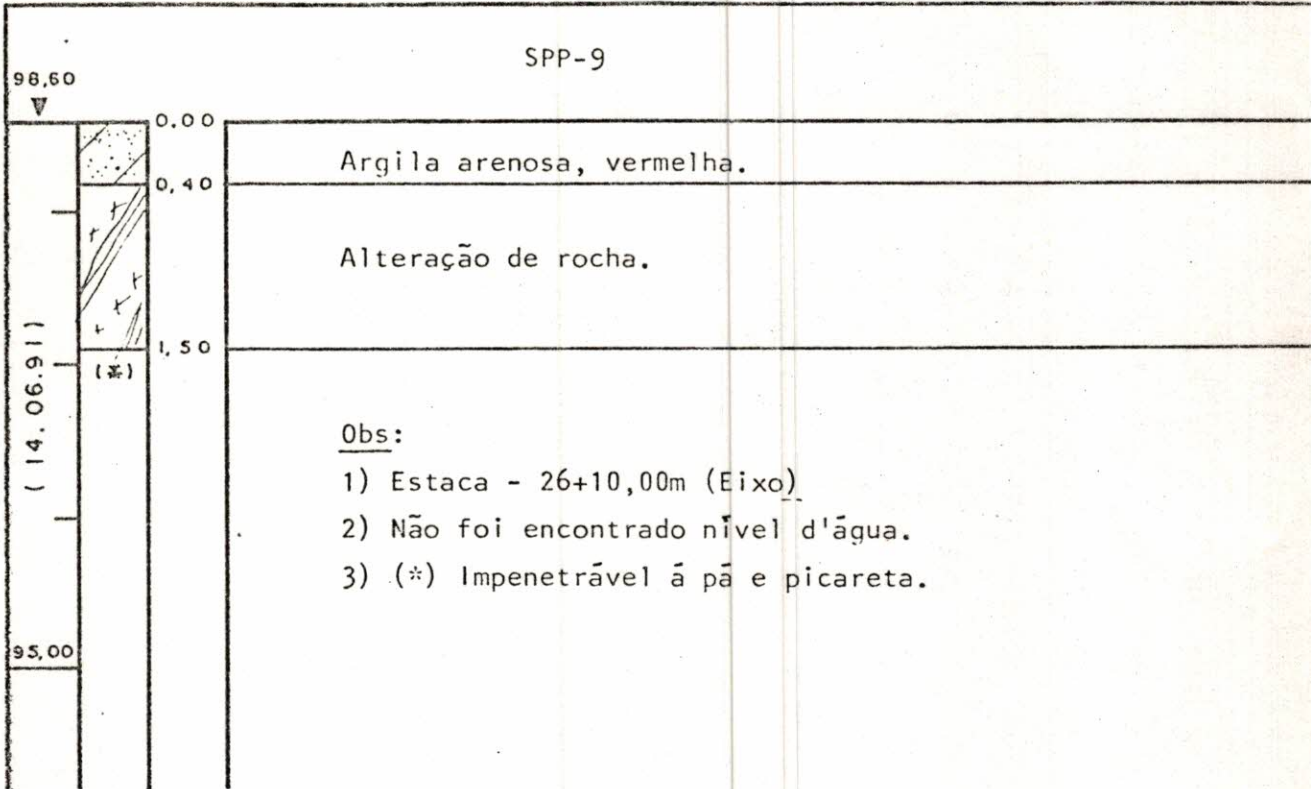 SPP-9
98,60
0.00
Argila arenosa, vermelha.
0,40
Alteração de rocha.
1,50
(*)
(14.06.91)
Obs:
1) Estaca - 26+10,00m (Eixo)
2) Não foi encontrado nível d'água.
3) (*) Impenetrável á pá e picareta.
95,00